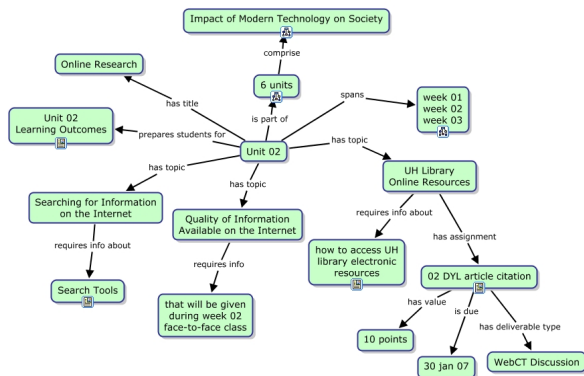 Impact of Modern Technology on Society
comprise
Online Research
6 units
spans
week 01
week 02
week 03
has title
is part of
Unit 02
Learning Outcomes
prepares students for
Unit 02
has topic
has topic
has topic
UH Library
Online Resources
Searching for Information
on the Internet
Quality of Information
Available on the Internet
requires info about
has assignment
requires info about
requires info
how to access UH
library electronic
resources
02 DYL article citation
Search Tools
that will be given
during week 02
face-to-face class
has value
is due
has deliverable type
10 points
30 jan 07
WebCT Discussion